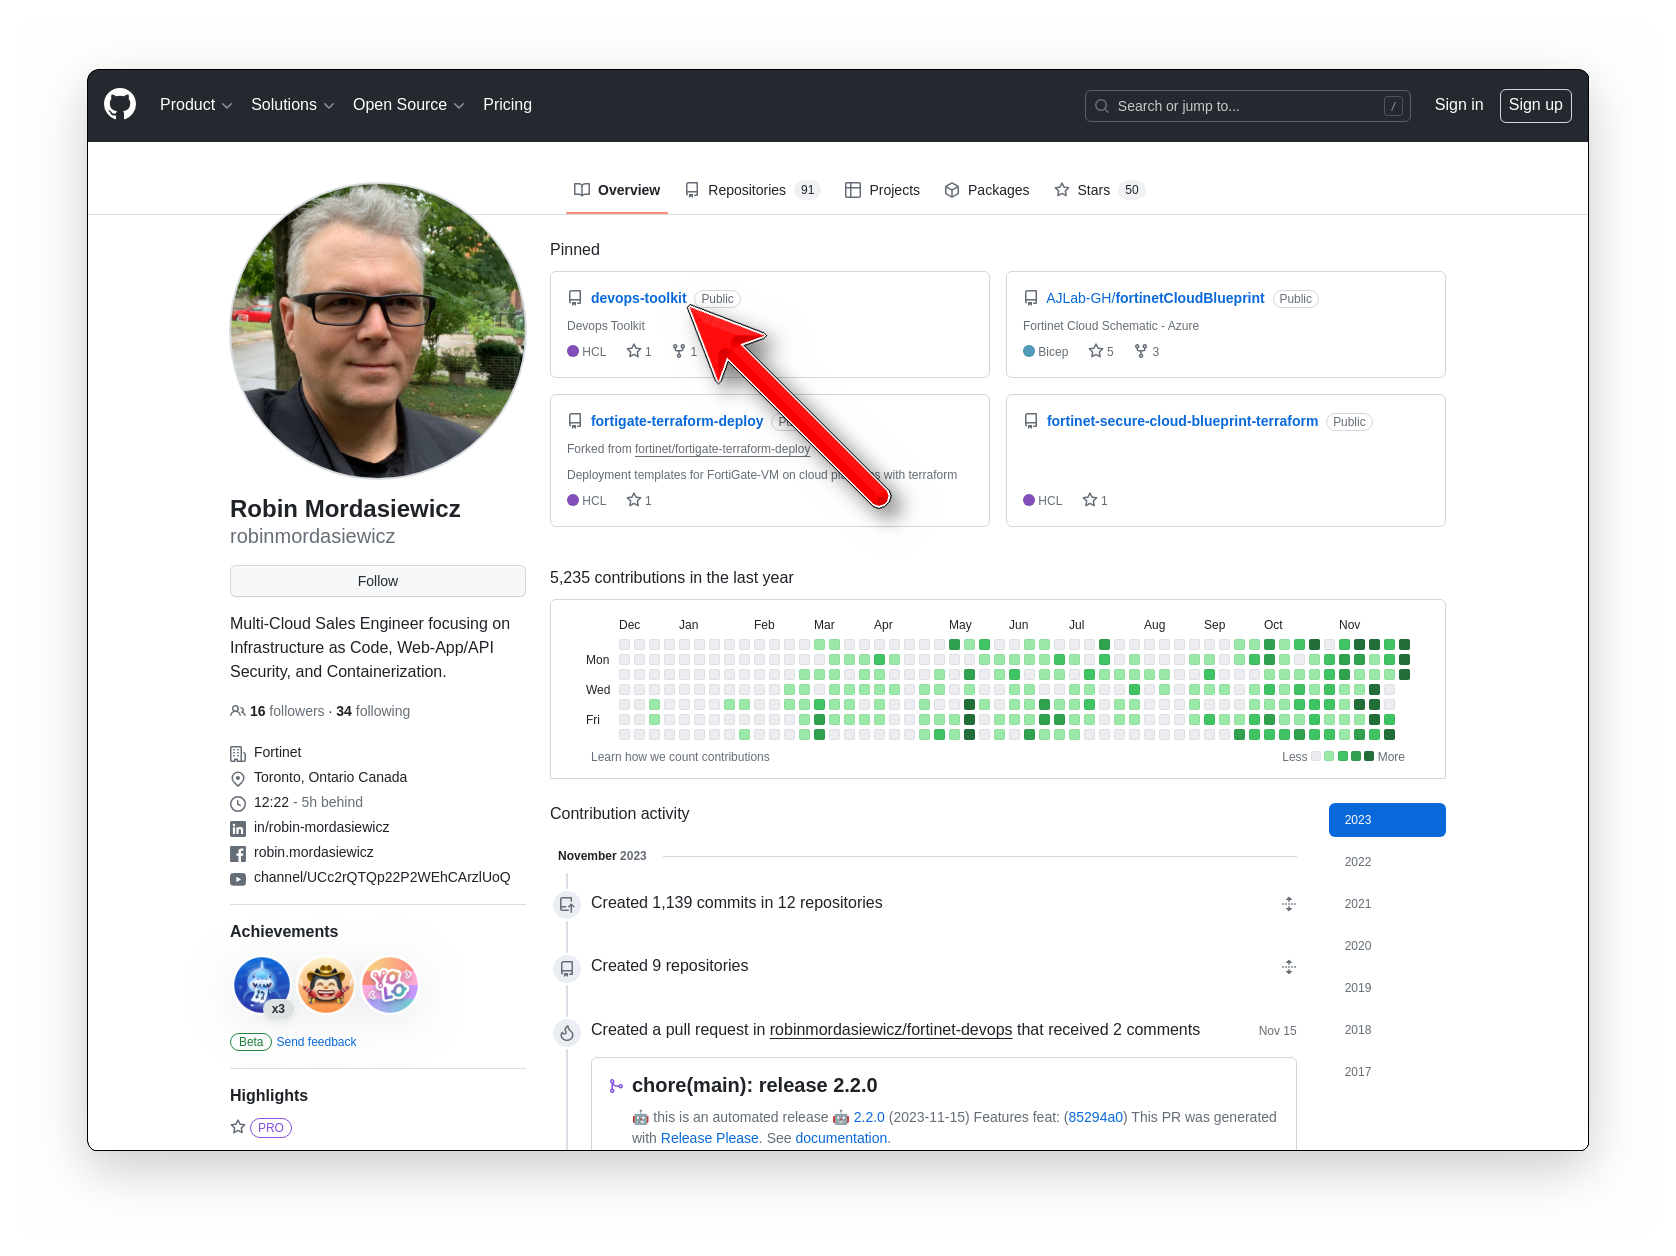 Product Solutions Open Source Pricing Search or jump to... / Sign in Sign up
Overview Repositories 91 Projects Packages Stars 50
Pinned
devops-toolkit Public
Devops Toolkit
HCL 1 1
AJLab-GH/fortinetCloudBlueprint Public
Fortinet Cloud Schematic - Azure
Bicep 5 3
fortigate-terraform-deploy
Forked from fortinet/fortigate-terraform-deploy
Deployment templates for FortiGate-VM on cloud with terraform
HCL 1
fortinet-secure-cloud-blueprint-terraform Public
HCL 1
Robin Mordasiewicz
robinmordasiewicz
Follow
Multi-Cloud Sales Engineer focusing on
Infrastructure as Code, Web-App/API
Security, and Containerization.
16 followers · 34 following
Fortinet
Toronto, Ontario Canada
12:22 - 5h behind
in/robin-mordasiewicz
robin.mordasiewicz
channel/UCc2rQTQp22P2WEhCArzlUoQ
Achievements
x3
YOLO
Beta Send feedback
Highlights
PRO
5,235 contributions in the last year
Dec Jan Feb Mar Apr May Jun Jul Aug Sep Oct Nov
Mon
Wed
Fri
Learn how we count contributions Less More
Contribution activity
2023
2022
2021
2020
2019
2018
2017
November 2023
Created 1,139 commits in 12 repositories
Created 9 repositories
Created a pull request in robinmordasiewicz/fortinet-devops that received 2 comments Nov 15
chore(main): release 2.2.0
🤖 this is an automated release 🤖 2.2.0 (2023-11-15) Features feat: (85294a0) This PR was generated
with Release Please. See documentation.